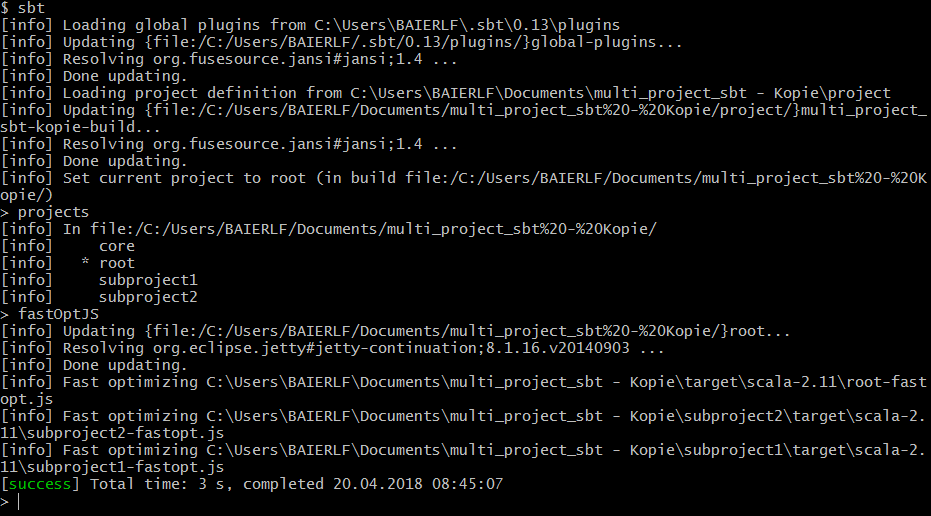 $ sbt
[info] Loading global plugins from C:\Users\BAIERLF\.sbt\0.13\plugins
[info] Updating {file:/C:/Users/BAIERLF/.sbt/0.13/plugins/}global-plugins...
[info] Resolving org.fusesource.jansi#jansi;1.4 ...
[info] Done updating.
[info] Loading project definition from C:\Users\BAIERLF\Documents\multi_project_sbt - Kopie\project
[info] Updating {file:/C:/Users/BAIERLF/Documents/multi_project_sbt%20-%20Kopie/project/}multi_project_
sbt-kopie-build...
[info] Resolving org.fusesource.jansi#jansi;1.4 ...
[info] Done updating.
[info] Set current project to root (in build file:/C:/Users/BAIERLF/Documents/multi_project_sbt%20-%20K
opie/)
> projects
[info] In file:/C:/Users/BAIERLF/Documents/multi_project_sbt%20-%20Kopie/
[info]     core
[info]   * root
[info]     subproject1
[info]     subproject2
> fastOptJS
[info] Updating {file:/C:/Users/BAIERLF/Documents/multi_project_sbt%20-%20Kopie/}root...
[info] Resolving org.eclipse.jetty#jetty-continuation;8.1.16.v20140903 ...
[info] Done updating.
[info] Fast optimizing C:\Users\BAIERLF\Documents\multi_project_sbt - Kopie\target\scala-2.11\root-fast
opt.js
[info] Fast optimizing C:\Users\BAIERLF\Documents\multi_project_sbt - Kopie\subproject2\target\scala-2.
11\subproject2-fastopt.js
[info] Fast optimizing C:\Users\BAIERLF\Documents\multi_project_sbt - Kopie\subproject1\target\scala-2.
11\subproject1-fastopt.js
[success] Total time: 3 s, completed 20.04.2018 08:45:07
>